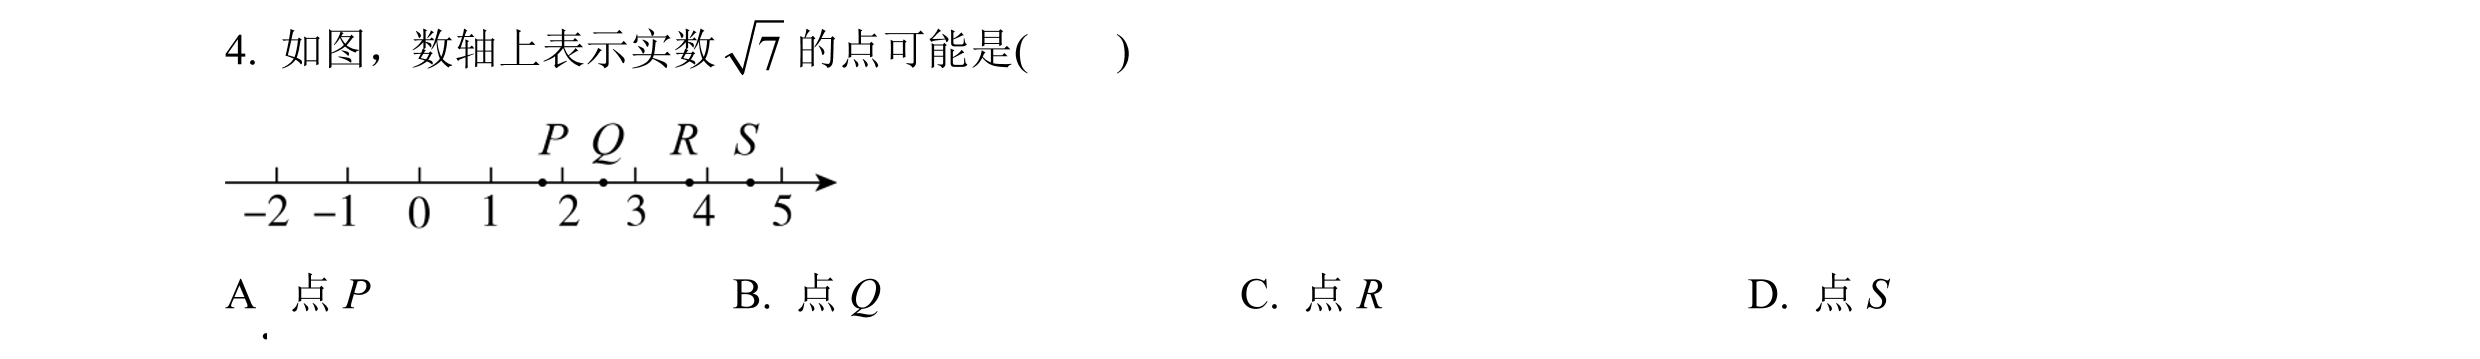 4. 如图，数轴上表示实数√7的点可能是(  )
P Q R S
-2 -1 0 1 2 3 4 5
A. 点 P B. 点 Q C. 点 R D. 点 S